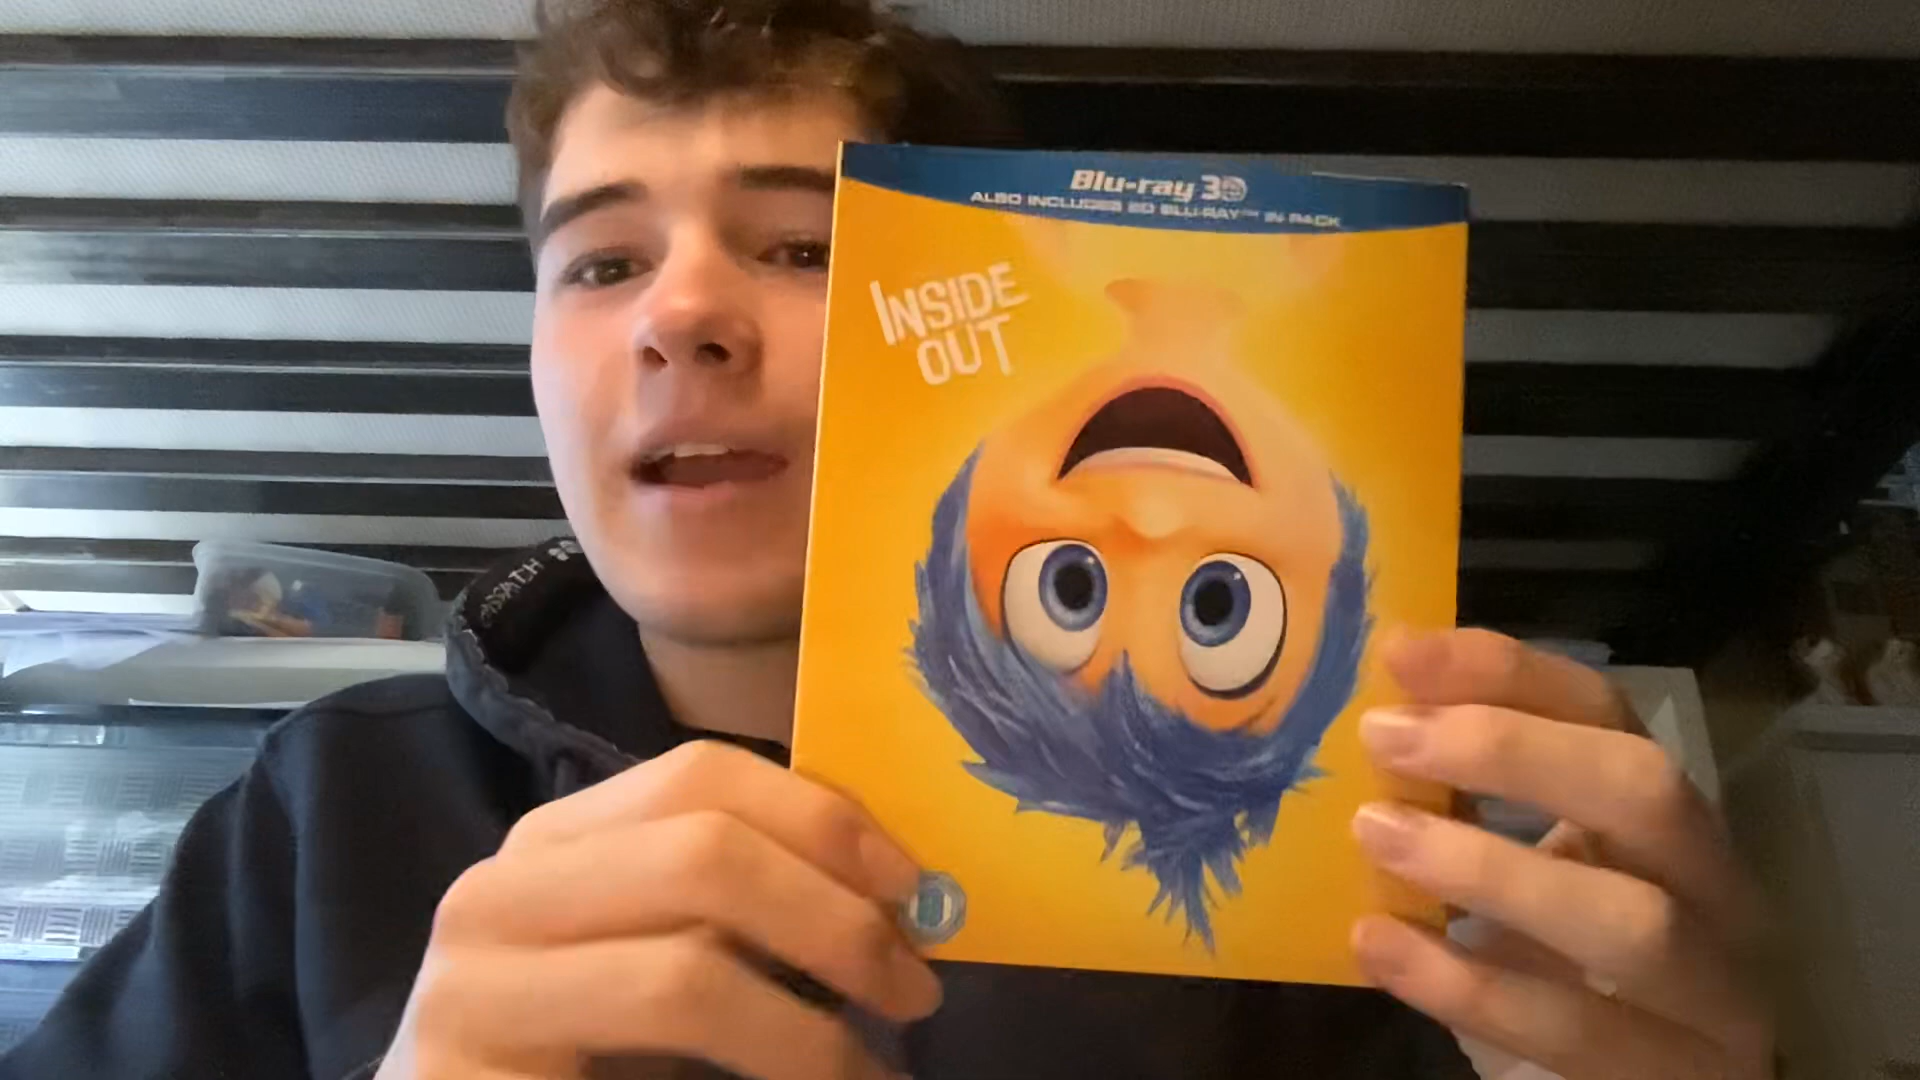 Blu-ray 3D
ALSO INCLUDES 2D BLU-RAY™ IN PACK
INSIDE
OUT